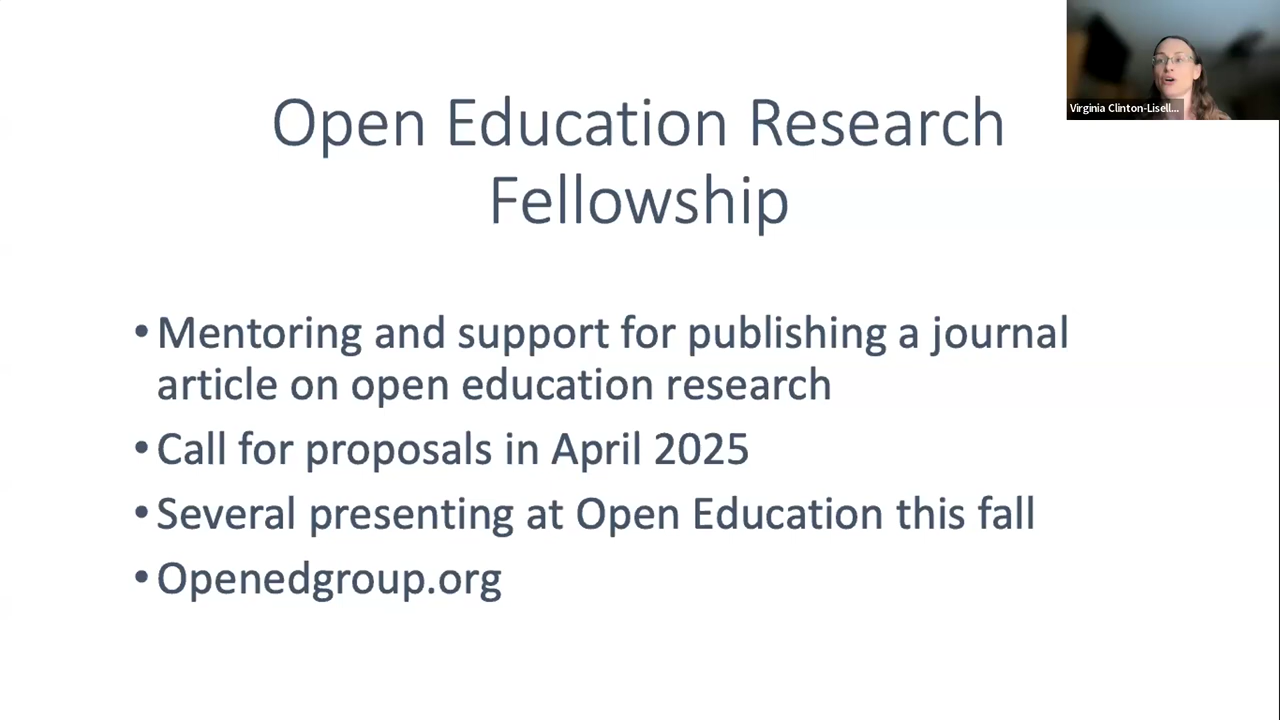 Open Education Research
Fellowship
• Mentoring and support for publishing a journal
article on open education research
• Call for proposals in April 2025
• Several presenting at Open Education this fall
• Openedgroup.org
Virginia Clinton-Lisell...